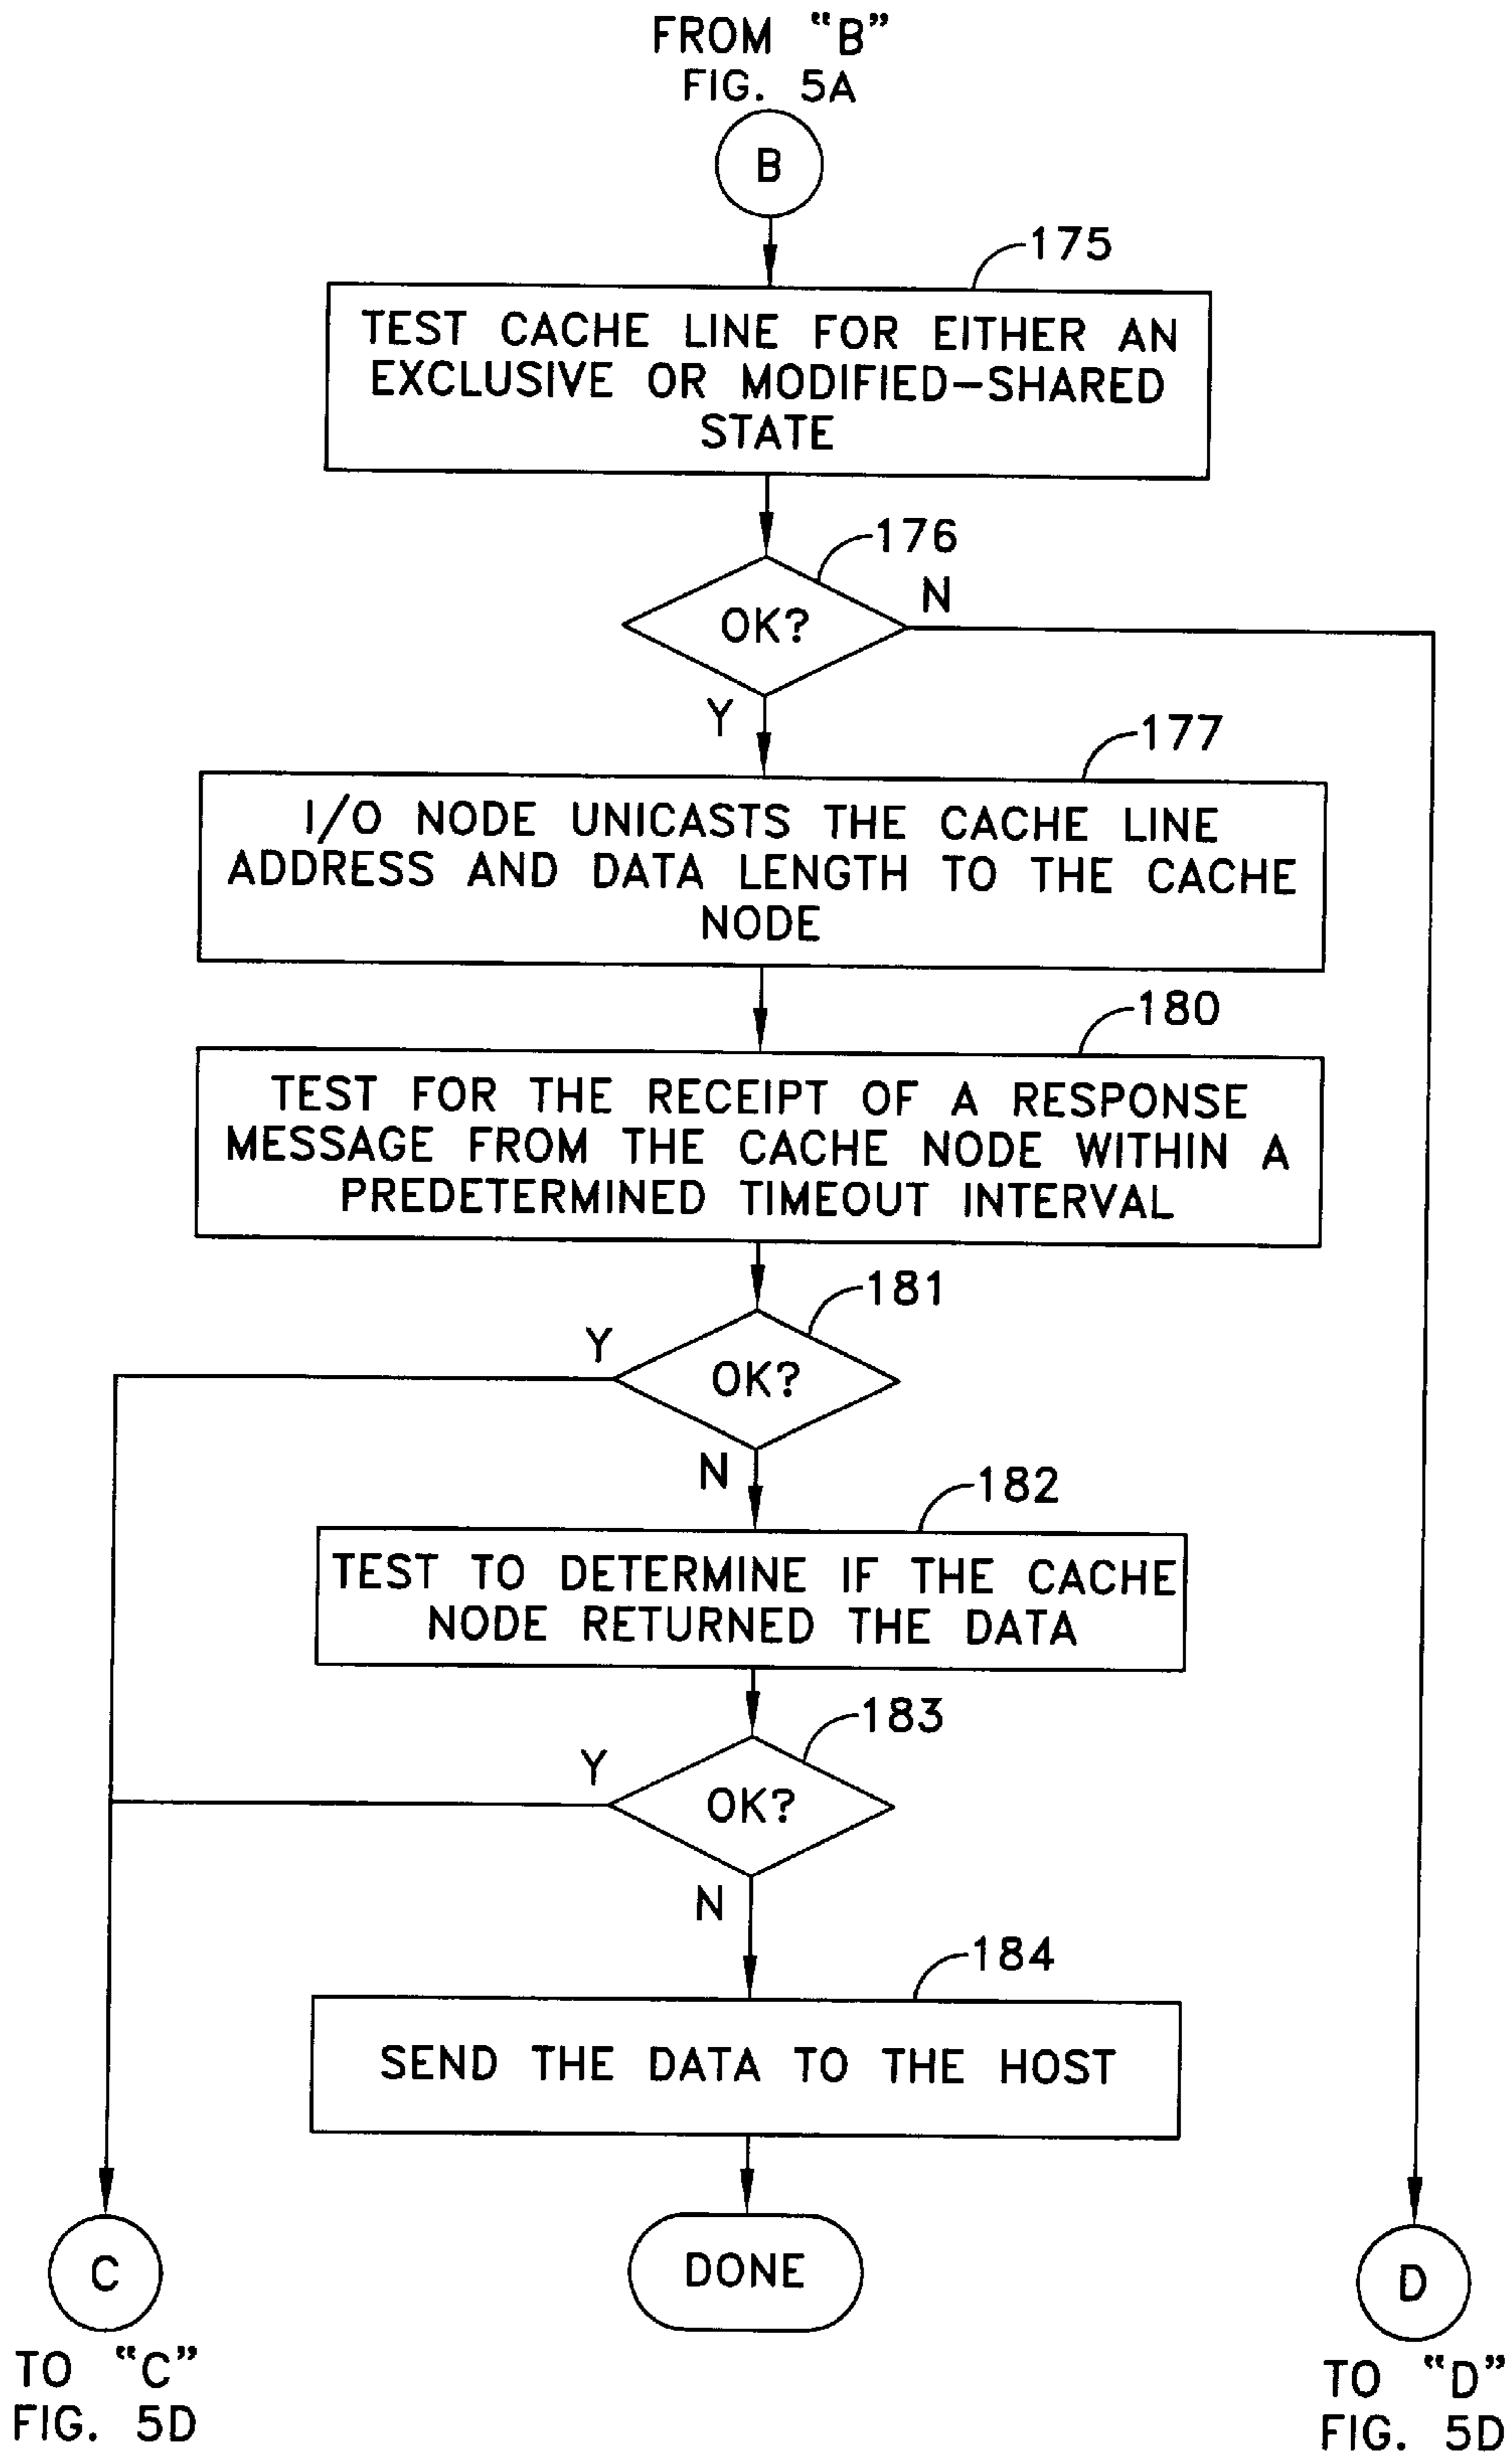 FROM “B”
FIG. 5A
B
175
TEST CACHE LINE FOR EITHER AN
EXCLUSIVE OR MODIFIED-SHARED
STATE
176
OK?
N
Y
177
I/O NODE UNICASTS THE CACHE LINE
ADDRESS AND DATA LENGTH TO THE CACHE
NODE
180
TEST FOR THE RECEIPT OF A RESPONSE
MESSAGE FROM THE CACHE NODE WITHIN A
PREDETERMINED TIMEOUT INTERVAL
181
Y
OK?
N
182
TEST TO DETERMINE IF THE CACHE
NODE RETURNED THE DATA
183
Y
OK?
N
184
SEND THE DATA TO THE HOST
C
DONE
D
TO “C”
FIG. 5D
TO “D”
FIG. 5D